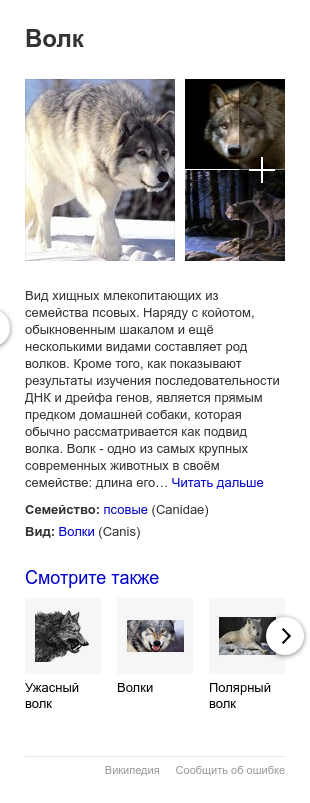 Волк
Вид хищных млекопитающих из
семейства псовых. Наряду с койотом,
обыкновенным шакалом и ещё
несколькими видами составляет род
волков. Кроме того, как показывают
результаты изучения последовательности
ДНК и дрейфа генов, является прямым
предком домашней собаки, которая
обычно рассматривается как подвид
волка. Волк - одно из самых крупных
современных животных в своём
семействе: длина его… Читать дальше
Семейство: псовые (Canidae)
Вид: Волки (Canis)
Смотрите также
Ужасный
волк
Волки
Полярный
волк
Википедия Сообщить об ошибке